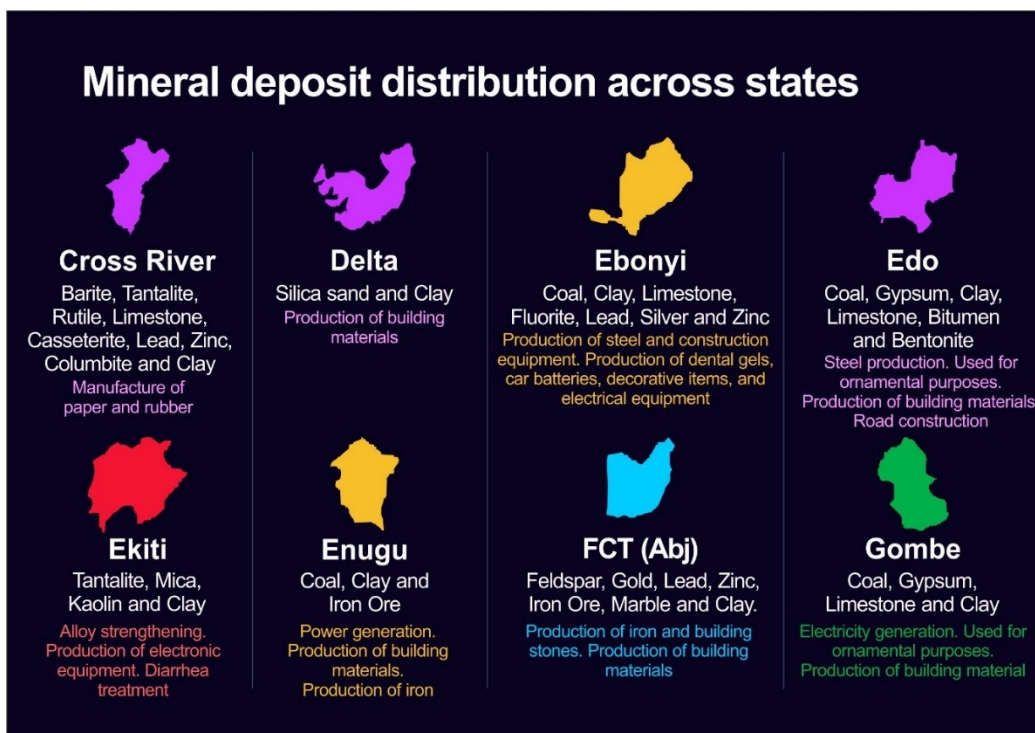 Mineral deposit distribution across states
Cross River
Barite, Tantalite,
Rutile, Limestone,
Casseterite, Lead, Zinc,
Columbite and Clay
Manufacture of
paper and rubber
Delta
Silica sand and Clay
Production of building
materials
Ebonyi
Coal, Clay, Limestone,
Fluorite, Lead, Silver and Zinc
Production of steel and construction
equipment. Production of dental gels,
car batteries, decorative items, and
electrical equipment
Edo
Coal, Gypsum, Clay,
Limestone, Bitumen
and Bentonite
Steel production. Used for
ornamental purposes.
Production of building materials
Road construction
Ekiti
Tantalite, Mica,
Kaolin and Clay
Alloy strengthening.
Production of electronic
equipment. Diarrhea
treatment
Enugu
Coal, Clay and
Iron Ore
Power generation.
Production of building
materials.
Production of iron
FCT (Abj)
Feldspar, Gold, Lead, Zinc,
Iron Ore, Marble and Clay.
Production of iron and building
stones. Production of building
materials
Gombe
Coal, Gypsum,
Limestone and Clay
Electricity generation. Used for
ornamental purposes.
Production of building material